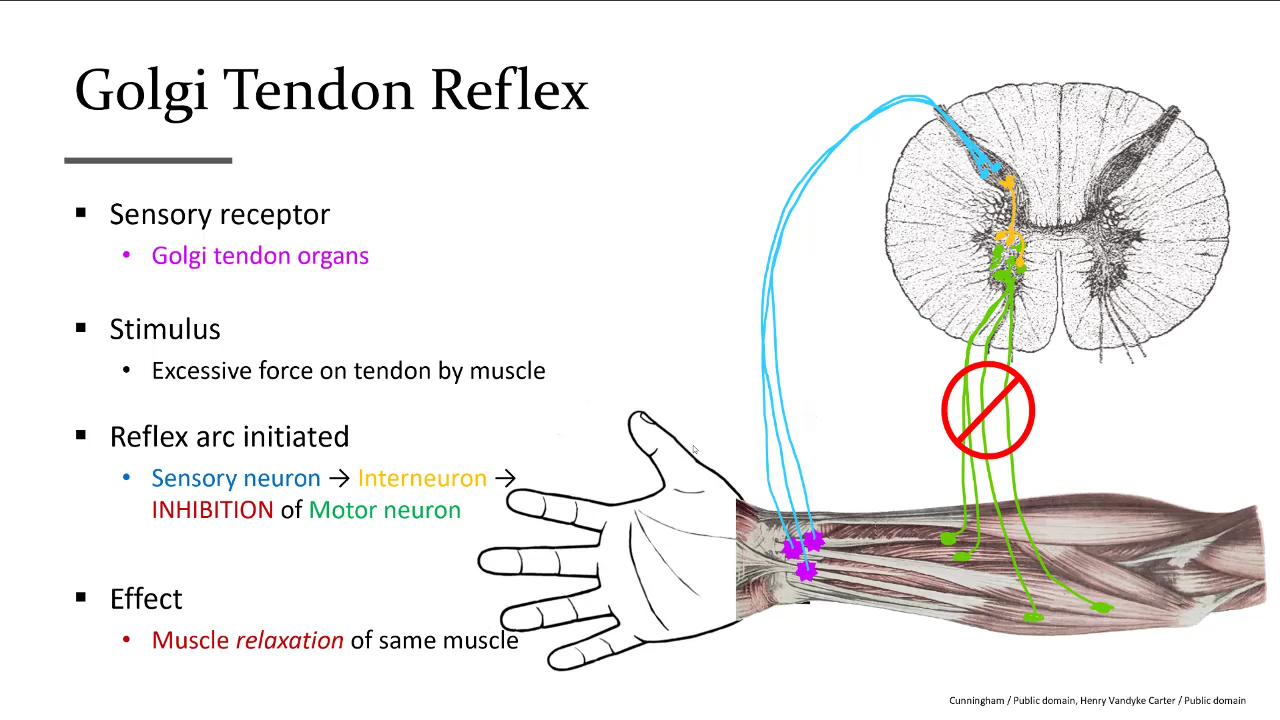 Golgi Tendon Reflex
▪ Sensory receptor
• Golgi tendon organs
▪ Stimulus
• Excessive force on tendon by muscle
▪ Reflex arc initiated
• Sensory neuron → Interneuron →
INHIBITION of Motor neuron
▪ Effect
• Muscle relaxation of same muscle
Cunningham / Public domain, Henry Vandyke Carter / Public domain